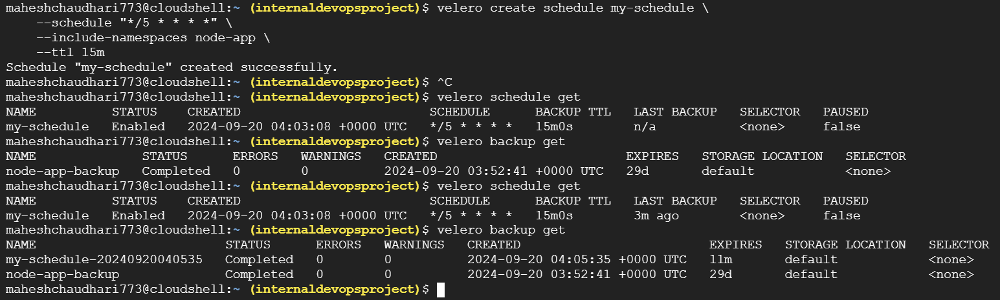 maheshchaudhari773@cloudshell:~ (internaldevopsproject)$ velero create schedule my-schedule \
    --schedule "*/5 * * * *" \
    --include-namespaces node-app \
    --ttl 15m
Schedule "my-schedule" created successfully.
maheshchaudhari773@cloudshell:~ (internaldevopsproject)$ ^C
maheshchaudhari773@cloudshell:~ (internaldevopsproject)$ velero schedule get
NAME          STATUS    CREATED                         SCHEDULE      BACKUP TTL   LAST BACKUP   SELECTOR   PAUSED
my-schedule   Enabled   2024-09-20 04:03:08 +0000 UTC   */5 * * * *   15m0s        n/a           <none>     false
maheshchaudhari773@cloudshell:~ (internaldevopsproject)$ velero backup get
NAME              STATUS      ERRORS   WARNINGS   CREATED                         EXPIRES   STORAGE LOCATION   SELECTOR
node-app-backup   Completed   0        0          2024-09-20 03:52:41 +0000 UTC   29d       default            <none>
maheshchaudhari773@cloudshell:~ (internaldevopsproject)$ velero schedule get
NAME          STATUS    CREATED                         SCHEDULE      BACKUP TTL   LAST BACKUP   SELECTOR   PAUSED
my-schedule   Enabled   2024-09-20 04:03:08 +0000 UTC   */5 * * * *   15m0s        3m ago        <none>     false
maheshchaudhari773@cloudshell:~ (internaldevopsproject)$ velero backup get
NAME                         STATUS      ERRORS   WARNINGS   CREATED                         EXPIRES   STORAGE LOCATION   SELECTOR
my-schedule-20240920040535   Completed   0        0          2024-09-20 04:05:35 +0000 UTC   11m       default            <none>
node-app-backup              Completed   0        0          2024-09-20 03:52:41 +0000 UTC   29d       default            <none>
maheshchaudhari773@cloudshell:~ (internaldevopsproject)$